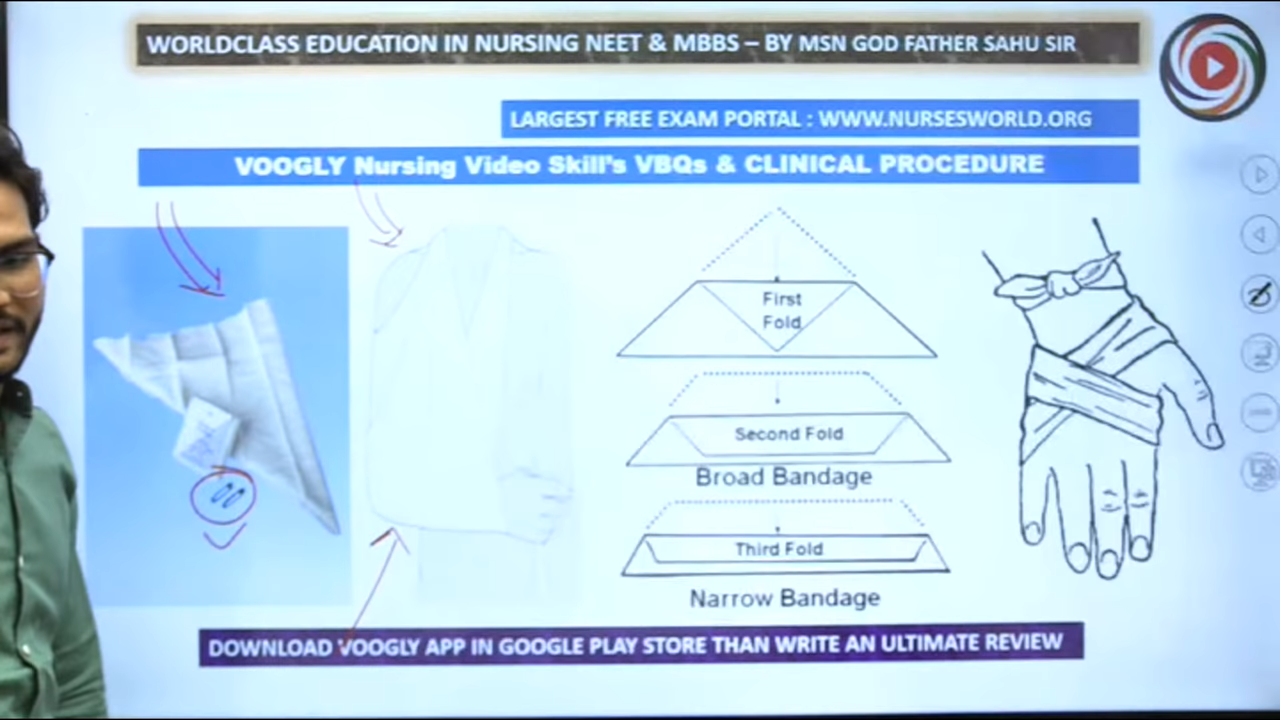 WORLDCLASS EDUCATION IN NURSING NEET & MBBS – BY MSN GOD FATHER SAHU SIR
LARGEST FREE EXAM PORTAL : WWW.NURSESWORLD.ORG
VOOGLY Nursing Video Skill's VBQs & CLINICAL PROCEDURE
First
Fold
Second Fold
Broad Bandage
Third Fold
Narrow Bandage
DOWNLOAD VOOGLY APP IN GOOGLE PLAY STORE THAN WRITE AN ULTIMATE REVIEW